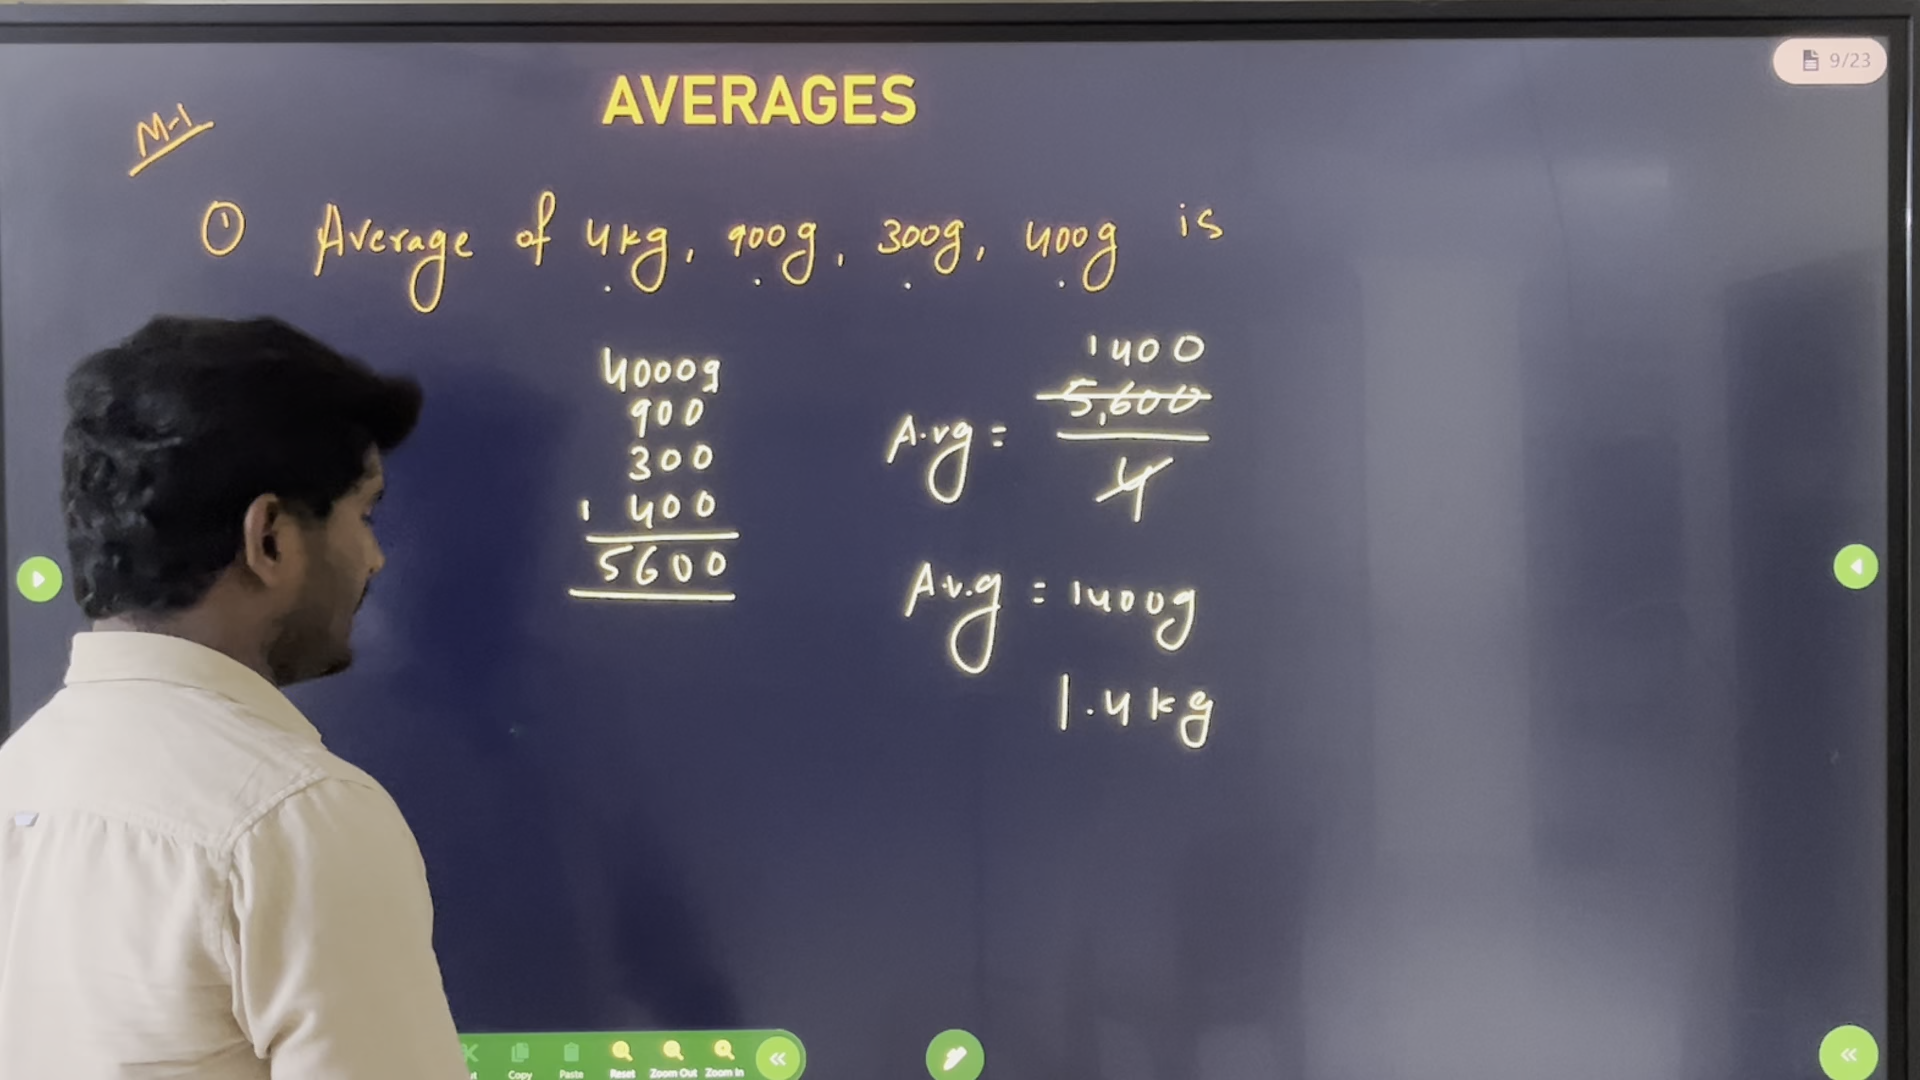 9/23
AVERAGES
M-1
① Average of 4kg, 900g, 300g, 400g is
4000g
900
300
1 400
5600
1400
Avg = 5,600
4
Avg = 1400g
1.4kg
Copy Paste Reset Zoom Out Zoom In